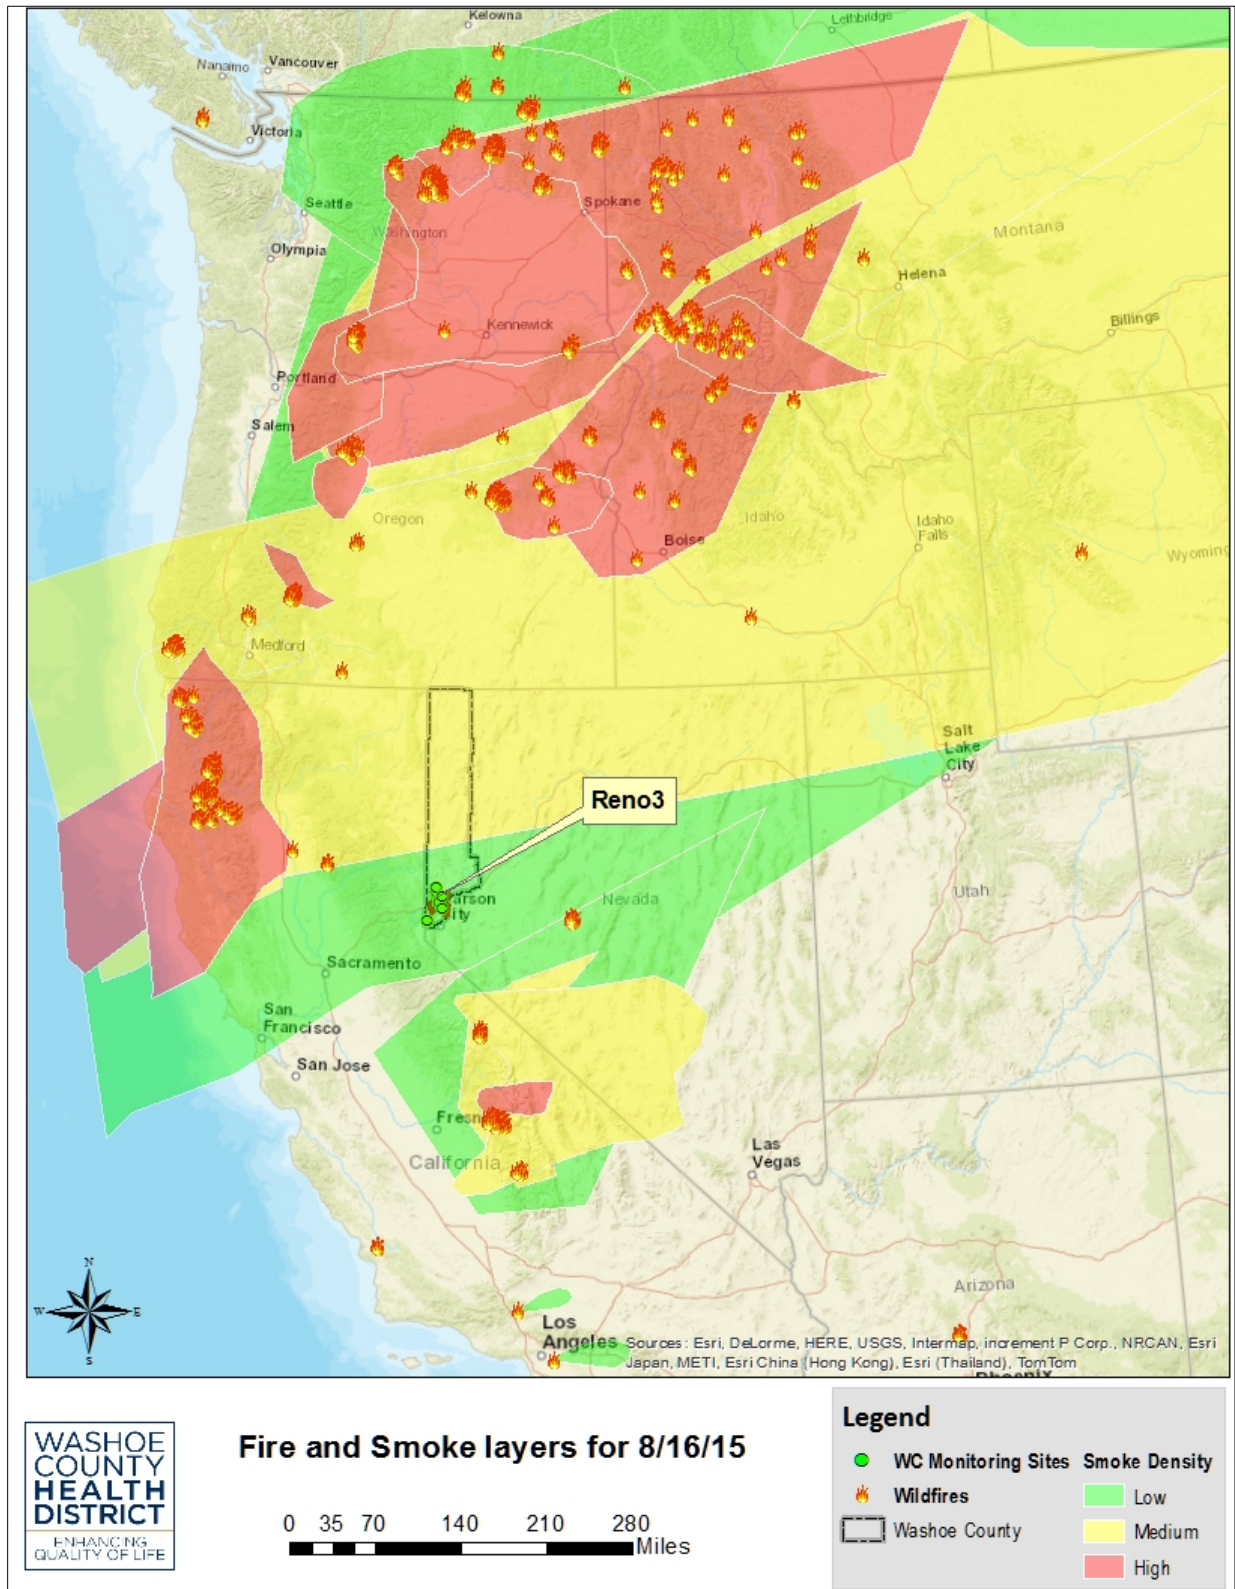 Kelowna
Lethbridge
Nanaimo
Vancouver
Victoria
Seattle
Spokane
Washington
Olympia
Montana
Helena
Kennewick
Billings
Portland
Salem
Oregon
Idaho
Idaho
Falls
Boise
Wyoming
Medford
Salt
Lake
City
Reno3
Carson
City
Nevada
Utah
Sacramento
San
Francisco
San Jose
Fresno
California
Las
Vegas
N
W
E
S
Arizona
Los
Angeles
Sources: Esri, DeLorme, HERE, USGS, Intermap, increment P Corp., NRCAN, Esri
Japan, METI, Esri China (Hong Kong), Esri (Thailand), TomTom
Phoenix
WASHOE
COUNTY
HEALTH
DISTRICT
ENHANCING
QUALITY OF LIFE
Fire and Smoke layers for 8/16/15
0 35 70 140 210 280
Miles
Legend
WC Monitoring Sites
Wildfires
Washoe County
Smoke Density
Low
Medium
High